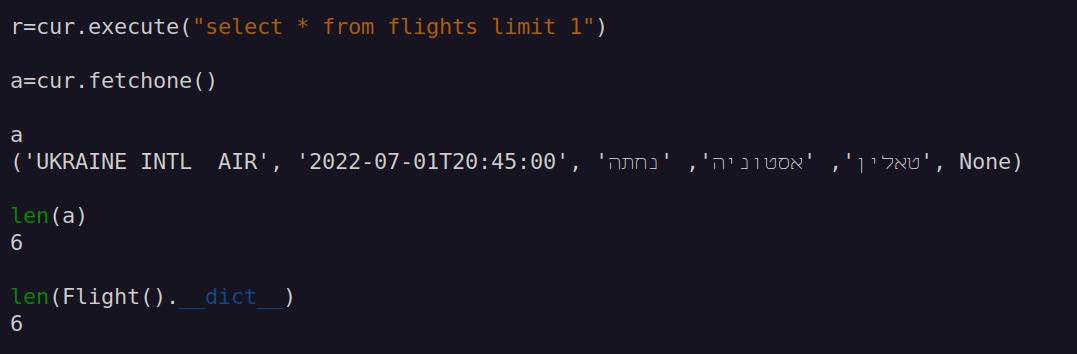 r=cur.execute("select * from flights limit 1")
a=cur.fetchone()
a
('UKRAINE INTL  AIR', '2022-07-01T20:45:00', 'טאלין', 'אסטוניה', 'נחתה', None)
len(a)
6
len(Flight().__dict__)
6